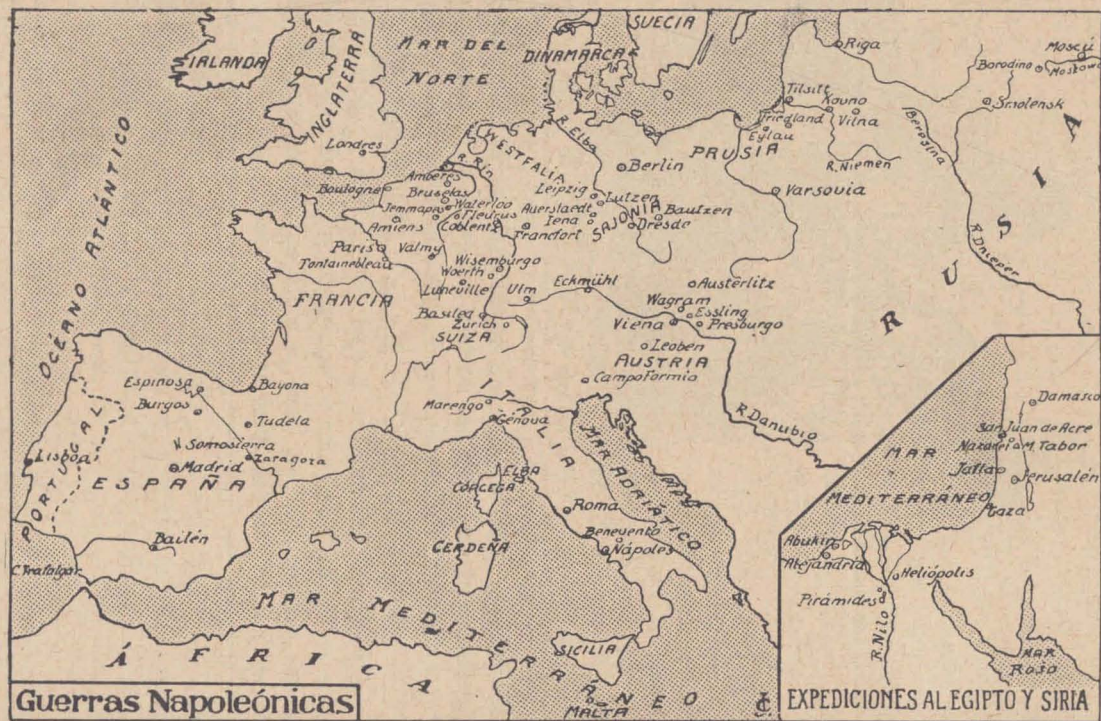 IRLANDA
INGLATERRA
Londres
MAR DEL
NORTE
DINAMARCA
SUECIA
Riga
Moscú
Borodino
Moskowa
Smolensk
Tilsitt
Kovno
Friedland
Vilna
Eylau
R. Niemen
Beresina
R. Dnieper
RUSIA
PRUSIA
Varsovia
Berlin
R. Elba
WESTFALIA
R. Rin
Amberes
Boulogne
Bruselas
Waterloo
Jemmapes
Fleurus
Coblentz
Amiens
Leipzig
Lutzen
Auerstaedt
Iena
SAJONIA
Bautzen
Dresde
Francfort
OCÉANO ATLÁNTICO
Paris
Valmy
Fontainebleau
Wisemburgo
Woerth
Luneville
Ulm
Eckmühl
Austerlitz
FRANCIA
Basilea
Zurich
SUIZA
Wagram
Essling
Viena
Presburgo
Leoben
AUSTRIA
CampoFormio
R. Danubio
Espinosa
Burgos
Bayona
Tudela
Somosierra
Zaragoza
Lisboa
Madrid
PORTUGAL
ESPAÑA
Bailén
C. Trafalgar
ITALIA
Marengo
Génova
MAR ADRIÁTICO
ELBA
CÓRCEGA
Roma
Benevento
Nápoles
CERDEÑA
MAR MEDITERRÁNEO
SICILIA
MALTA
ÁFRICA
Guerras Napoleónicas
Damasco
San Juan de Acre
Nazaret
M. Tabor
MAR
Jaffa
Jerusalén
MEDITERRÁNEO
Gaza
Abukir
Alejandría
Heliópolis
Pirámides
R. Nilo
MAR
ROJO
EXPEDICIONES AL EGIPTO Y SIRIA